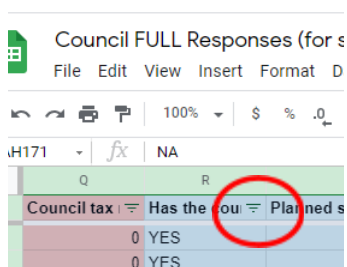 Council FULL Responses (for s
File Edit View Insert Format D
100% $ % .0
AH171 fx NA
Q R
Council tax Has the cou Planned s
0 YES
0 YES